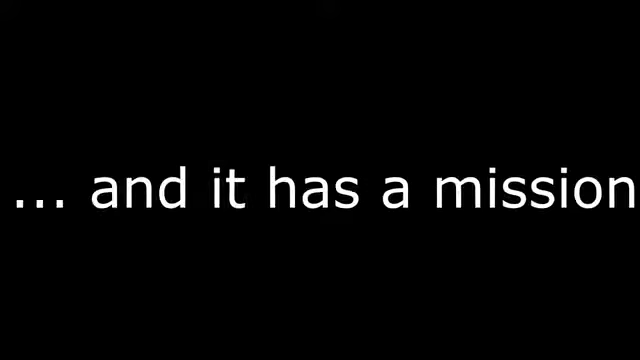 ... and it has a mission